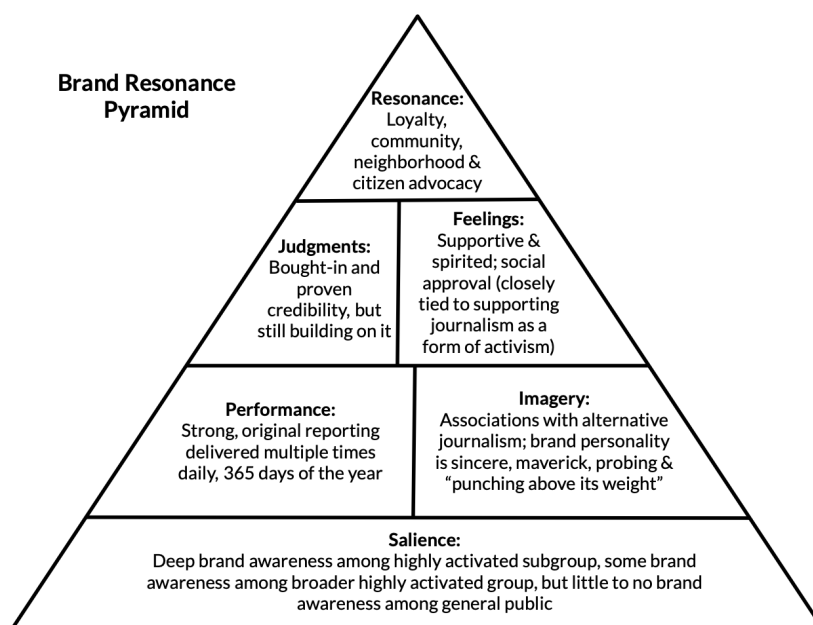 Brand Resonance
Pyramid
Resonance:
Loyalty,
community,
neighborhood &
citizen advocacy
Judgments:
Bought-in and
proven
credibility, but
still building on it
Feelings:
Supportive &
spirited; social
approval (closely
tied to supporting
journalism as a
form of activism)
Performance:
Strong, original reporting
delivered multiple times
daily, 365 days of the year
Imagery:
Associations with alternative
journalism; brand personality
is sincere, maverick, probing &
“punching above its weight”
Salience:
Deep brand awareness among highly activated subgroup, some brand
awareness among broader highly activated group, but little to no brand
awareness among general public